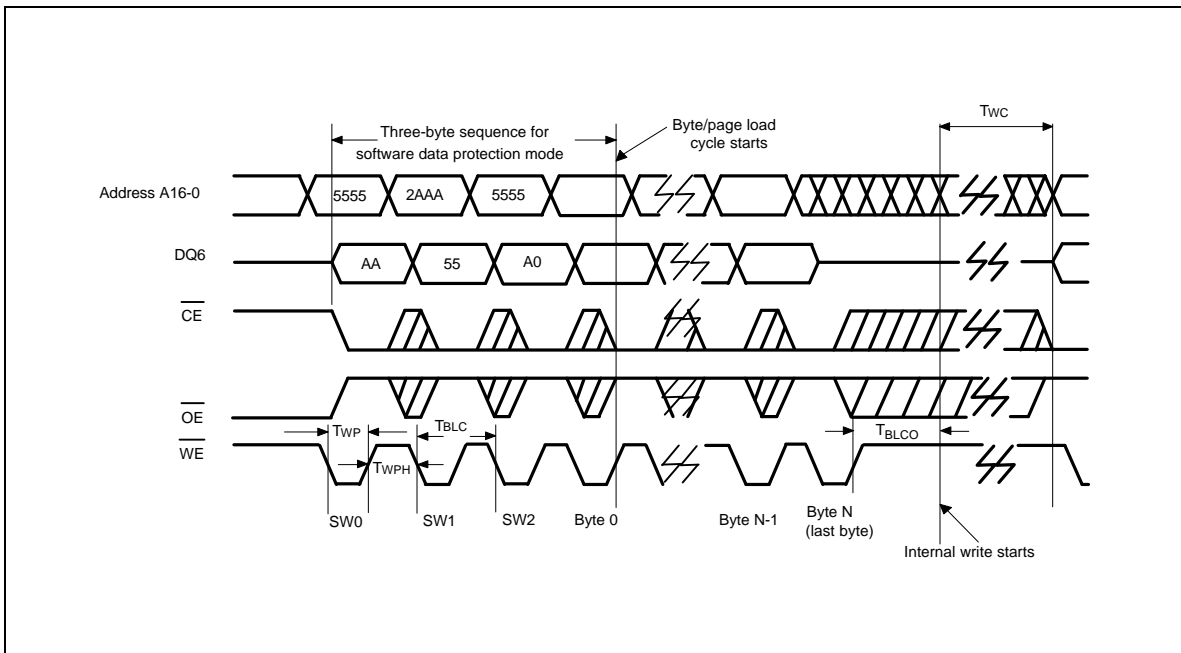 TWC
Three-byte sequence for
software data protection mode
Byte/page load
cycle starts
Address A16-0
5555
2AAA
5555
DQ6
AA
55
A0
CE
OE
TWP
TBLC
TBLCO
WE
TWPH
SW0
SW1
SW2
Byte 0
Byte N-1
Byte N
(last byte)
Internal write starts